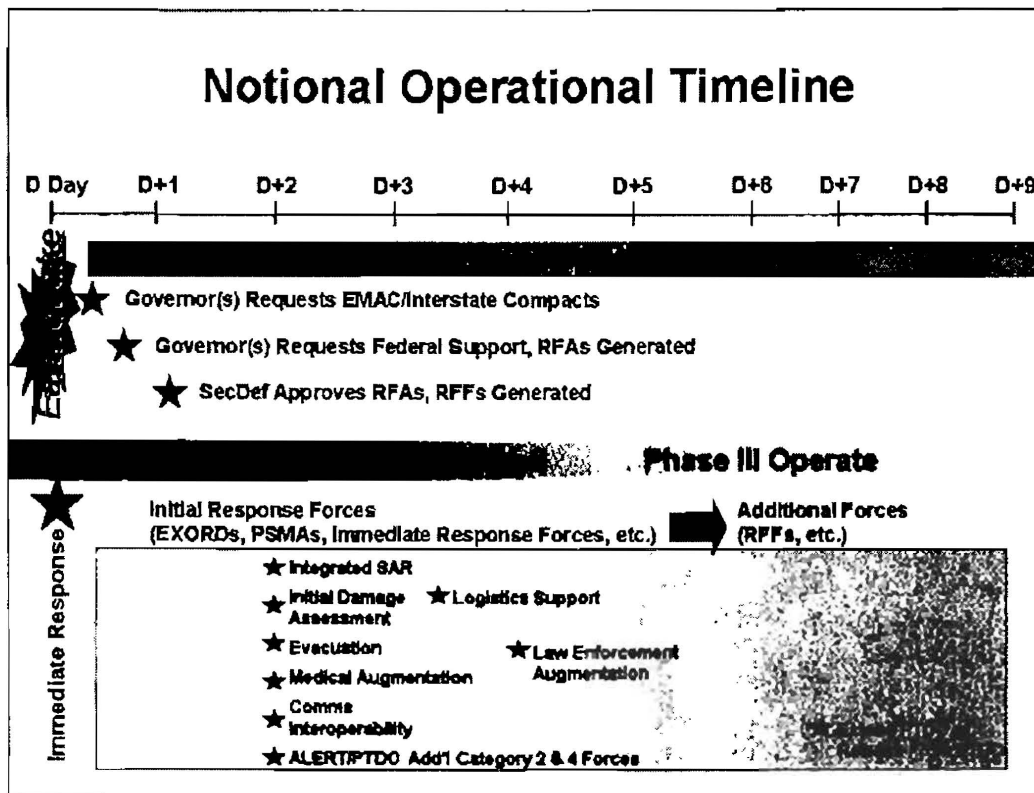 Notional Operational Timeline
D Day D+1 D+2 D+3 D+4 D+5 D+6 D+7 D+8 D+9
Earthquake
Governor(s) Requests EMAC/Interstate Compacts
Governor(s) Requests Federal Support, RFAs Generated
SecDef Approves RFAs, RFFs Generated
Phase III Operate
Immediate Response
Initial Response Forces
(EXORDs, PSMAs, Immediate Response Forces, etc.)
Additional Forces
(RFFs, etc.)
Integrated SAR
Initial Damage
Assessment
Logistics Support
Evacuation
Law Enforcement
Augmentation
Medical Augmentation
Comms
Interoperability
ALERT/PTDO Add'l Category 2 & 4 Forces